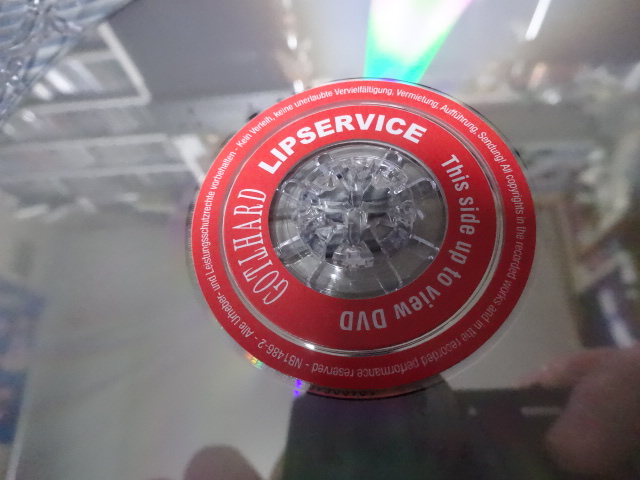 GOTTHARD
LIPSERVICE
This side up to view DVD
NB1486-2 - Alle Urheber- und Leistungsschutzrechte vorbehalten - Kein Verleih, keine unerlaubte Vervielfältigung, Vermietung, Aufführung, Sendung! All copyrights in the recorded works and in the recorded performance reserved -